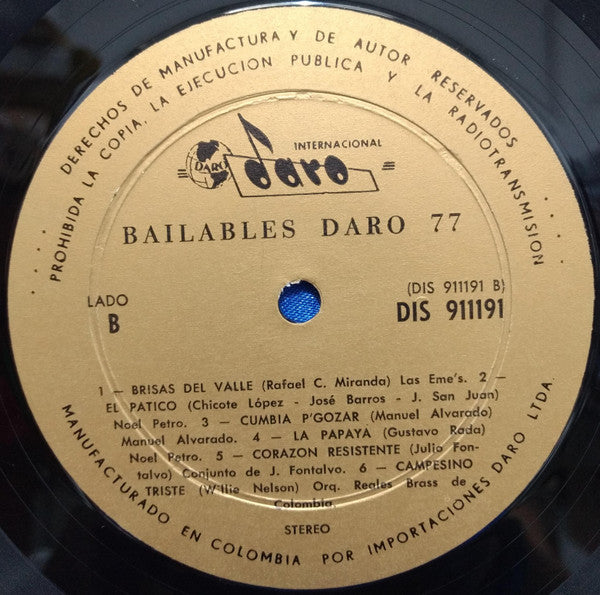 DERECHOS DE MANUFACTURA Y DE AUTOR RESERVADOS
PROHIBIDA LA COPIA, LA EJECUCION PUBLICA Y LA RADIOTRANSMISION
INTERNACIONAL
DARO
daro
BAILABLES DARO 77
LADO
B
(DIS 911191 B)
DIS 911191
1 — BRISAS DEL VALLE (Rafael C. Miranda) Las Eme's. 2 —
EL PATICO (Chicote López - José Barros - J. San Juan)
Noel Petro. 3 — CUMBIA P'GOZAR (Manuel Alvarado)
Manuel Alvarado. 4 — LA PAPAYA (Gustavo Rada)
Noel Petro. 5 — CORAZON RESISTENTE (Julio Fon-
talvo) Conjunto de J. Fontalvo. 6 — CAMPESINO
TRISTE (Willie Nelson) Orq. Reales Brass de
Colombia.
STEREO
MANUFACTURADO EN COLOMBIA POR IMPORTACIONES DARO LTDA.